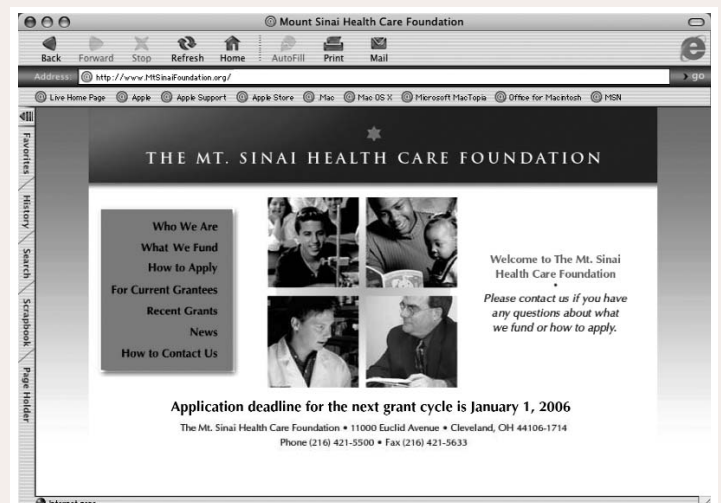 Mount Sinai Health Care Foundation
Back Forward Stop Refresh Home AutoFill Print Mail
Address: http://www.MtSinaiFoundation.org/ go
Live Home Page Apple Apple Support Apple Store .Mac Mac OS X Microsoft MacTopia Office for Macintosh MSN
Favorites
History
Search
Scrapbook
Page Holder
THE MT. SINAI HEALTH CARE FOUNDATION
Who We Are
What We Fund
How to Apply
For Current Grantees
Recent Grants
News
How to Contact Us
Welcome to The Mt. Sinai
Health Care Foundation
•
Please contact us if you have
any questions about what
we fund or how to apply.
Application deadline for the next grant cycle is January 1, 2006
The Mt. Sinai Health Care Foundation • 11000 Euclid Avenue • Cleveland, OH 44106-1714
Phone (216) 421-5500 • Fax (216) 421-5633